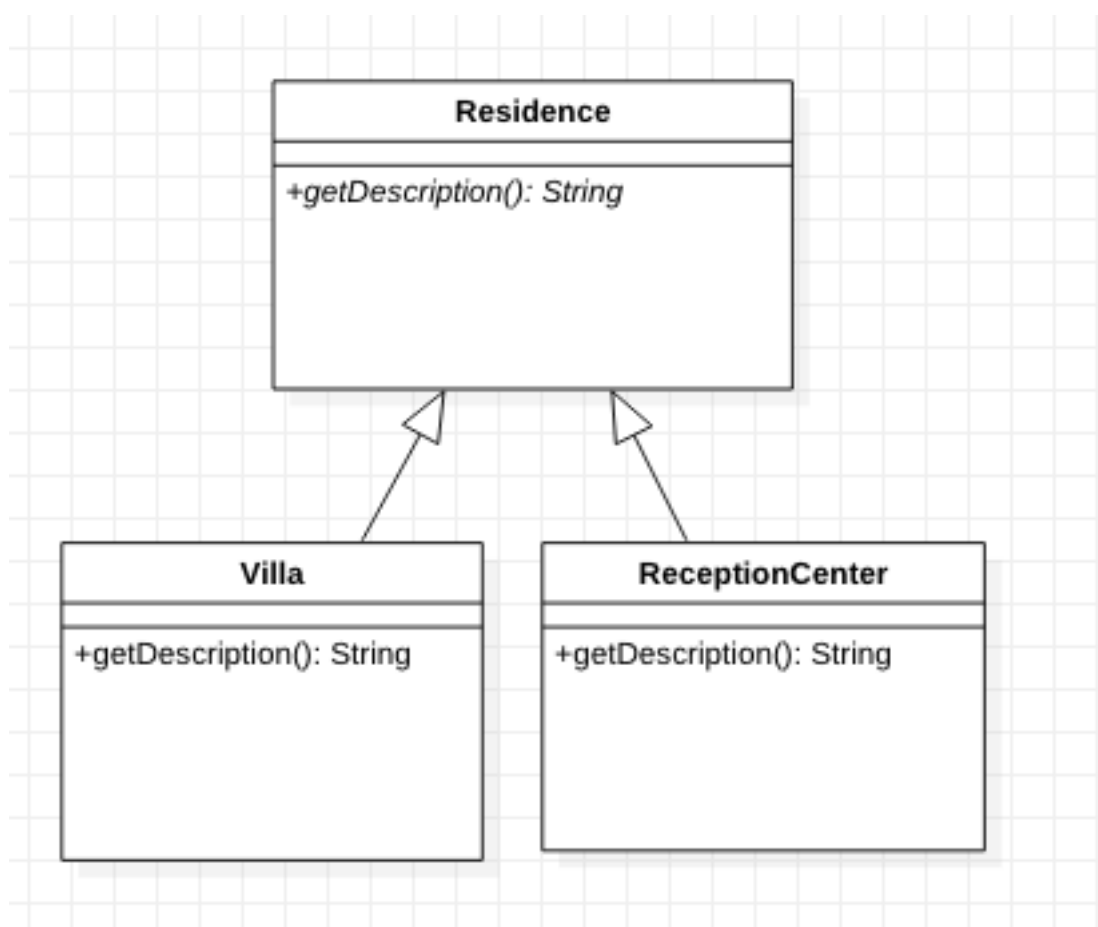 Residence
+getDescription(): String
Villa
+getDescription(): String
ReceptionCenter
+getDescription(): String